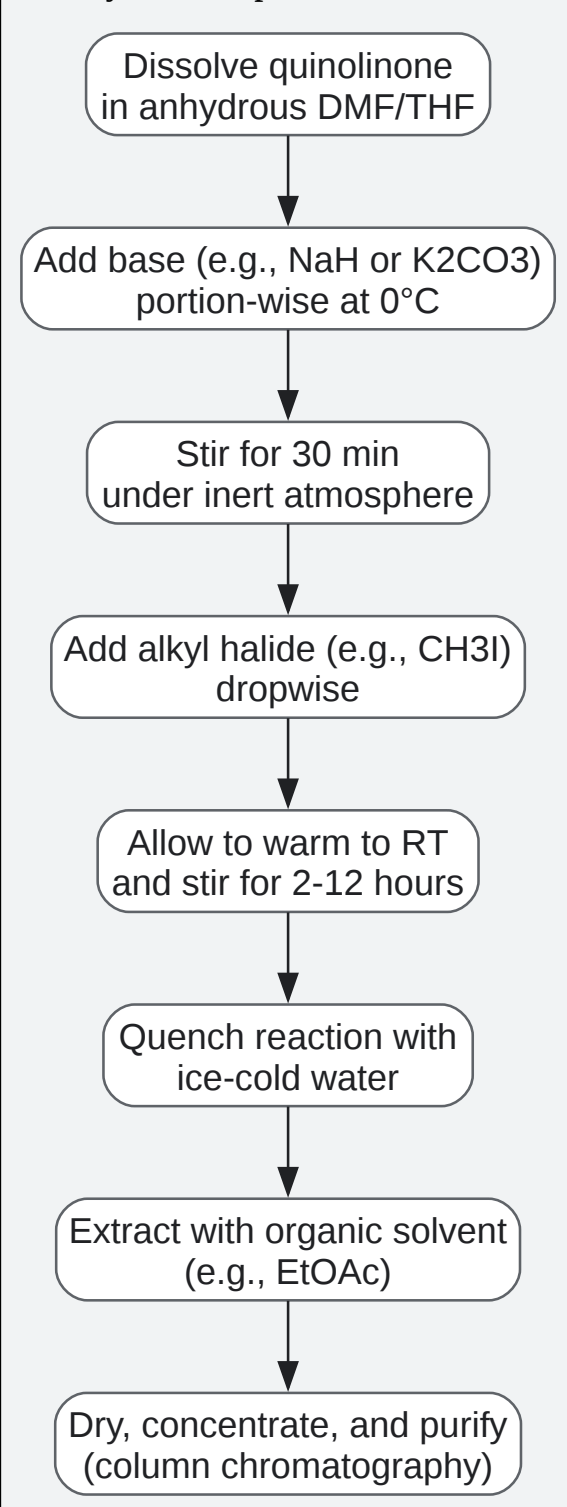 Dissolve quinolinone
in anhydrous DMF/THF
Add base (e.g., NaH or K2CO3)
portion-wise at 0°C
Stir for 30 min
under inert atmosphere
Add alkyl halide (e.g., CH3I)
dropwise
Allow to warm to RT
and stir for 2-12 hours
Quench reaction with
ice-cold water
Extract with organic solvent
(e.g., EtOAc)
Dry, concentrate, and purify
(column chromatography)